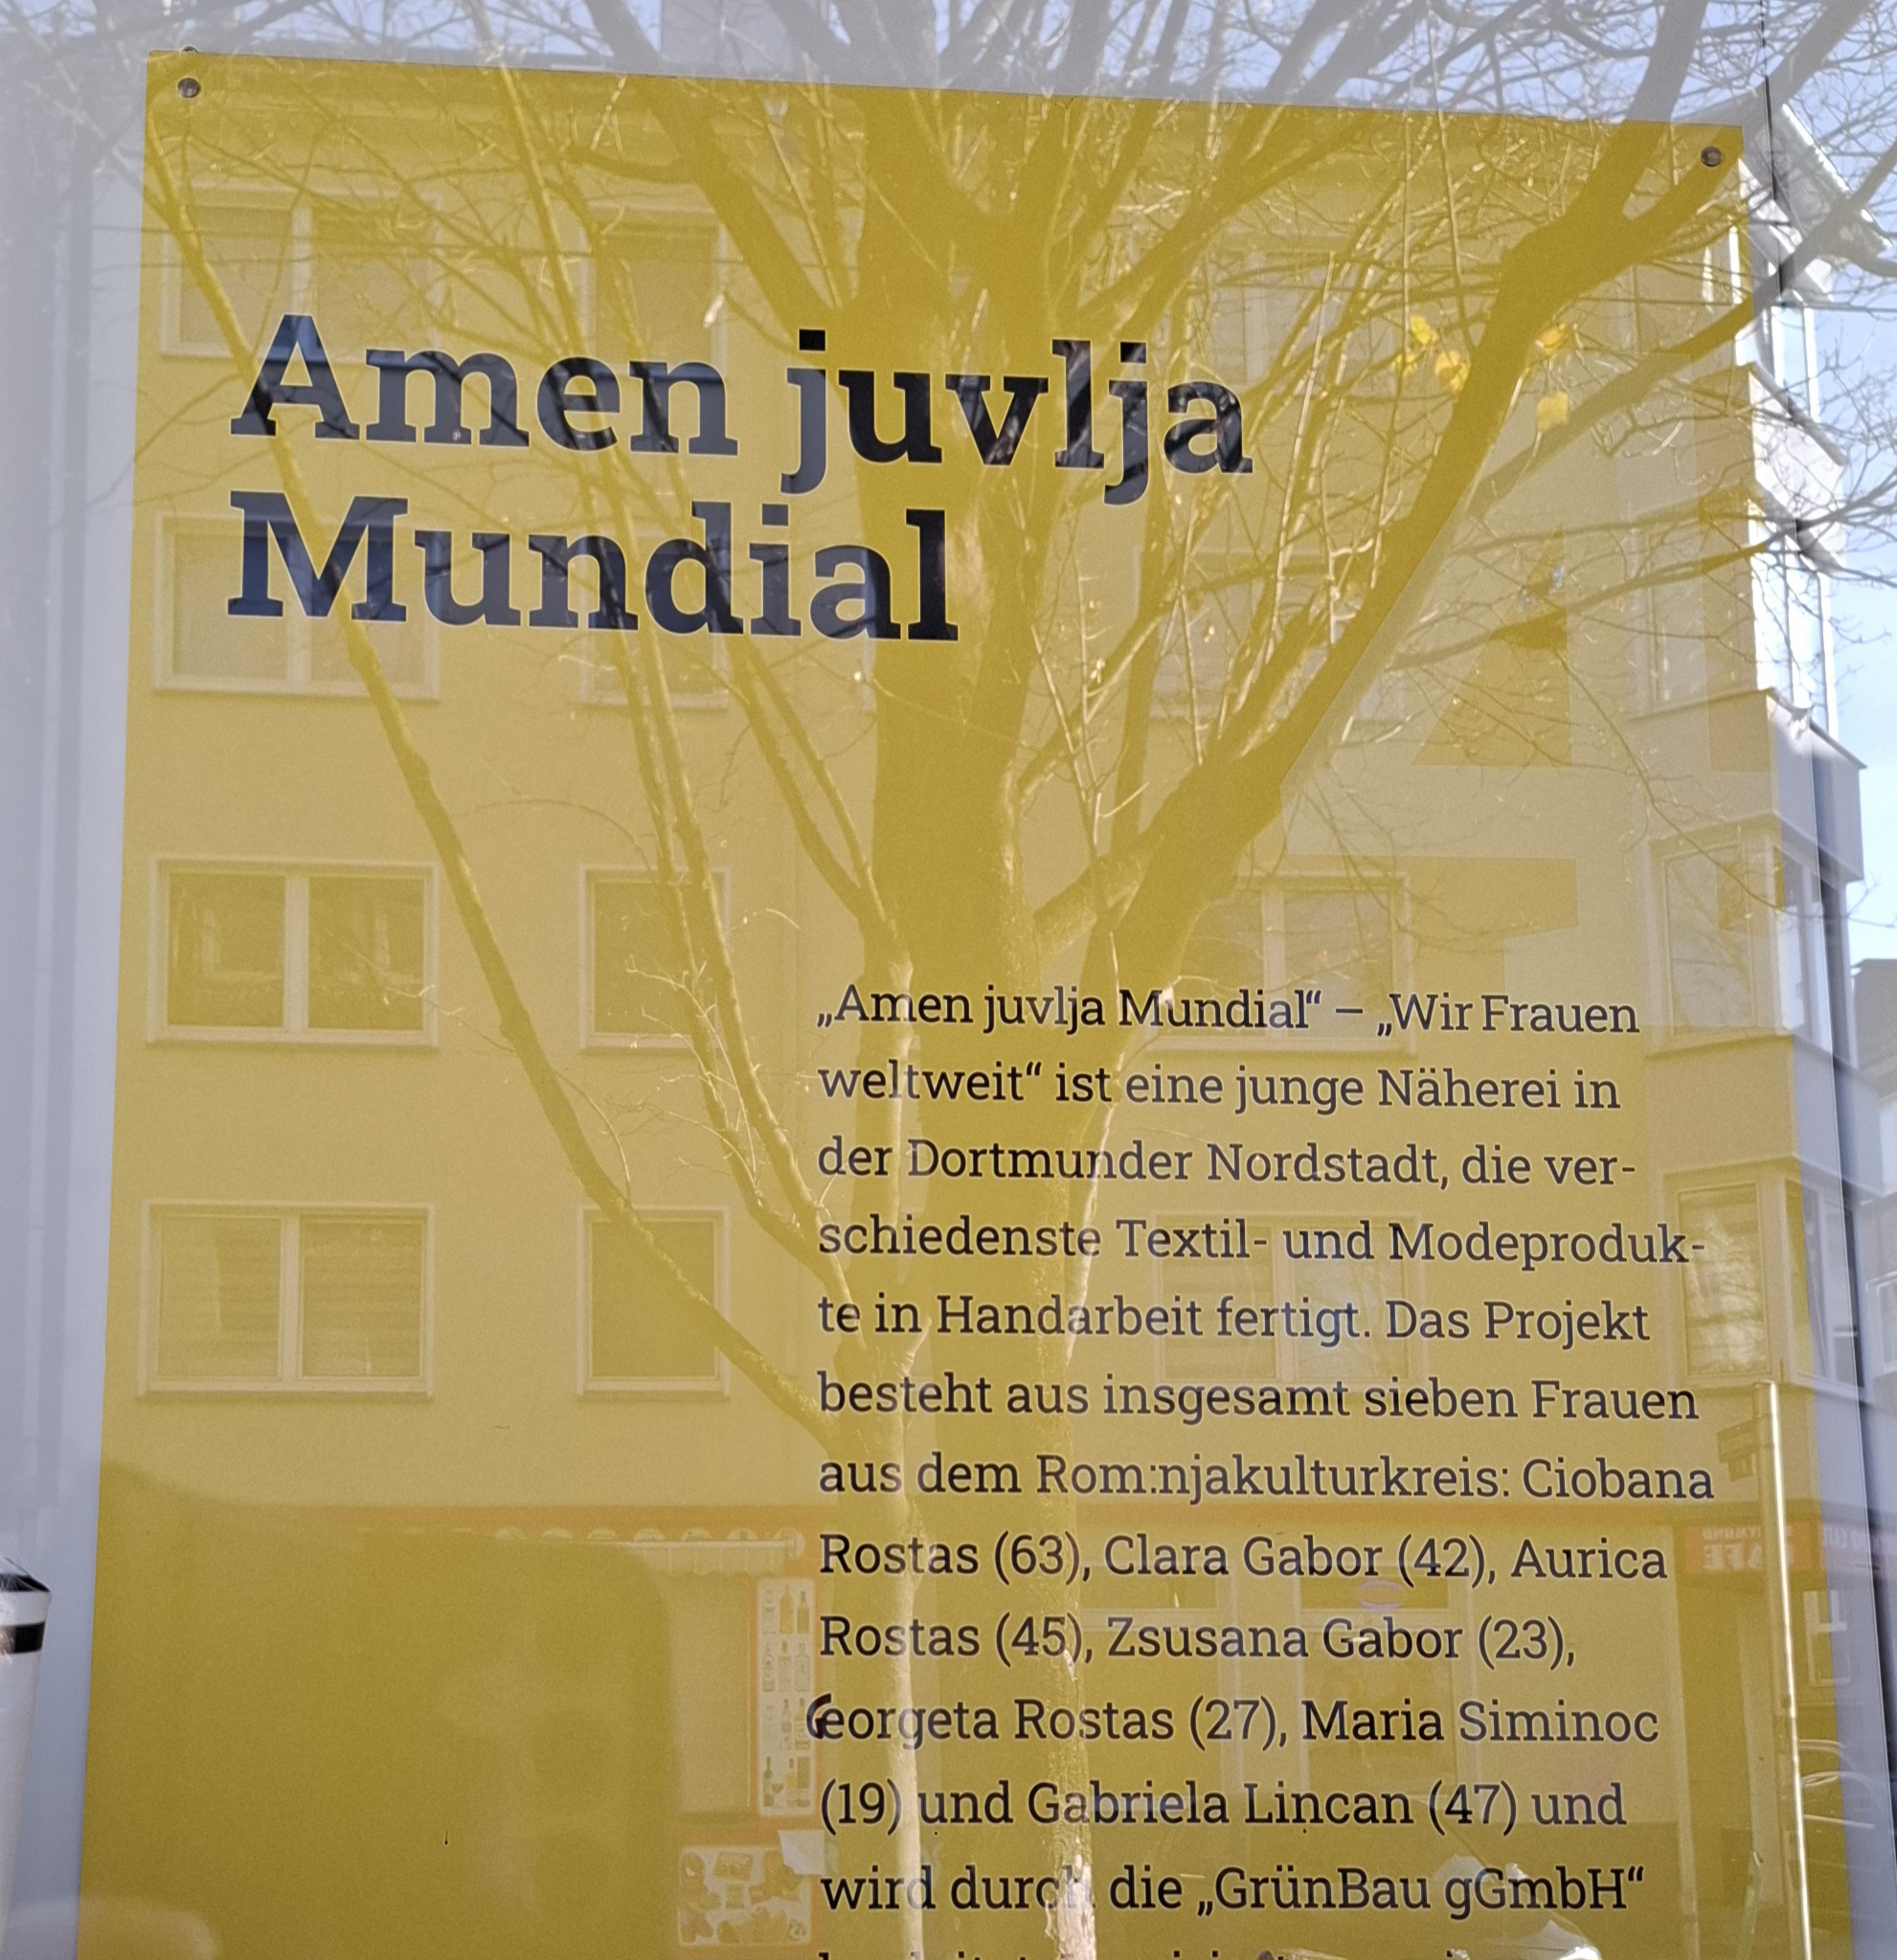 Amen juvlja
Mundial
„Amen juvlja Mundial“ – „Wir Frauen
weltweit“ ist eine junge Näherei in
der Dortmunder Nordstadt, die ver-
schiedenste Textil- und Modeproduk-
te in Handarbeit fertigt. Das Projekt
besteht aus insgesamt sieben Frauen
aus dem Rom:njakulturkreis: Ciobana
Rostas (63), Clara Gabor (42), Aurica
Rostas (45), Zsusana Gabor (23),
Georgeta Rostas (27), Maria Siminoc
(19) und Gabriela Lincan (47) und
wird durch die „GrünBau gGmbH“